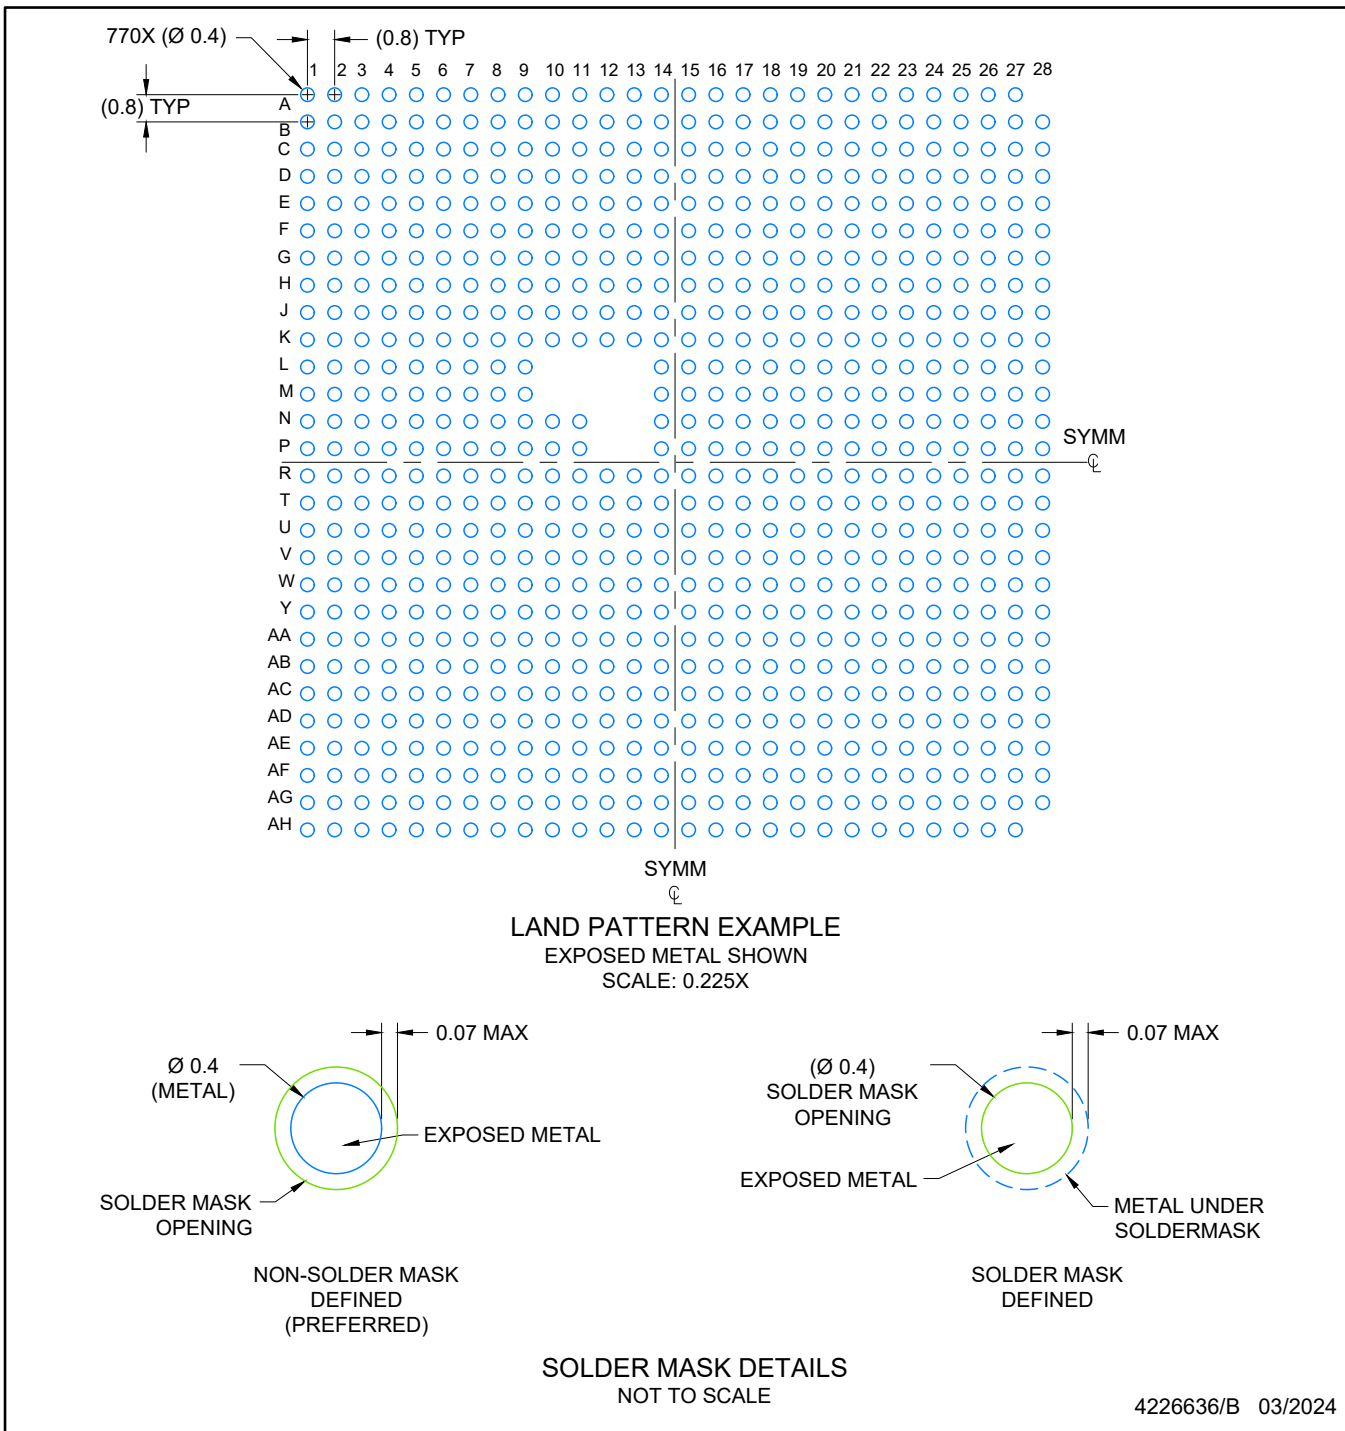 770X (Ø 0.4)
(0.8) TYP
1 2 3 4 5 6 7 8 9 10 11 12 13 14 15 16 17 18 19 20 21 22 23 24 25 26 27 28
(0.8) TYP
A
B
C
D
E
F
G
H
J
K
L
M
N
P
SYMM
℄
R
T
U
V
W
Y
AA
AB
AC
AD
AE
AF
AG
AH
SYMM
℄
LAND PATTERN EXAMPLE
EXPOSED METAL SHOWN
SCALE: 0.225X
0.07 MAX
Ø 0.4
(METAL)
EXPOSED METAL
SOLDER MASK
OPENING
NON-SOLDER MASK
DEFINED
(PREFERRED)
0.07 MAX
(Ø 0.4)
SOLDER MASK
OPENING
EXPOSED METAL
METAL UNDER
SOLDERMASK
SOLDER MASK
DEFINED
SOLDER MASK DETAILS
NOT TO SCALE
4226636/B 03/2024